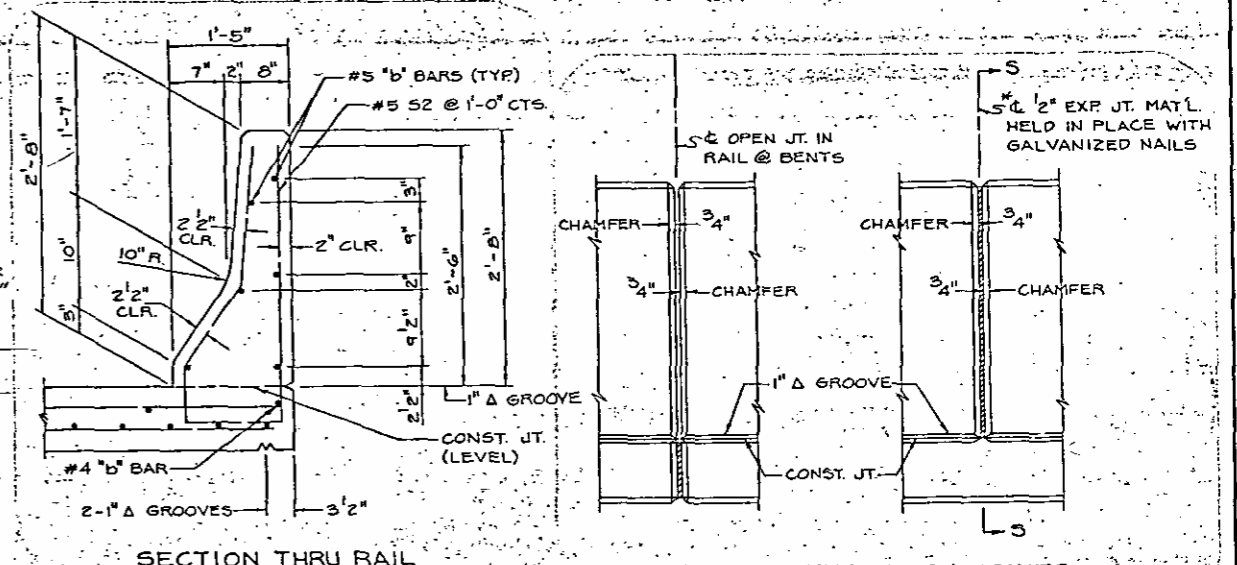 1'-5"
7" 2" 8"
#5 "b" BARS (TYP)
#5 S2 @ 1'-0" CTS.
2'-8"
1'-7"
10"
3"
2 1/2"
CLR.
10" R.
2 1/2"
CLR.
2" CLR.
3"
9"
2"
9 1/2"
2 1/2"
2'-6"
2'-8"
1" Δ GROOVE
CONST. JT.
(LEVEL)
#4 "b" BAR
2-1" Δ GROOVES
3 1/2"
SECTION THRU RAIL
℄ OPEN JT. IN
RAIL @ BENTS
CHAMFER
3/4"
3/4"
CHAMFER
1" Δ GROOVE
CONST. JT.
S
* ℄ 1/2" EXP. JT. MAT'L.
HELD IN PLACE WITH
GALVANIZED NAILS
CHAMFER
3/4"
3/4"
CHAMFER
S